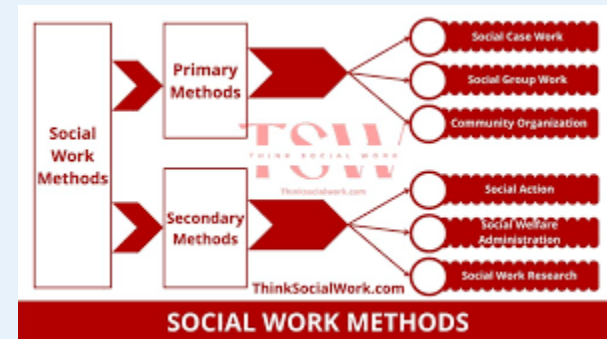 Social
Work
Methods
Primary
Methods
Social Case Work
Social Group Work
Community Organization
TSW
THINK SOCIAL WORK
Thinksocialwork.com
Secondary
Methods
Social Action
Social Welfare
Administration
Social Work Research
ThinkSocialWork.com
SOCIAL WORK METHODS